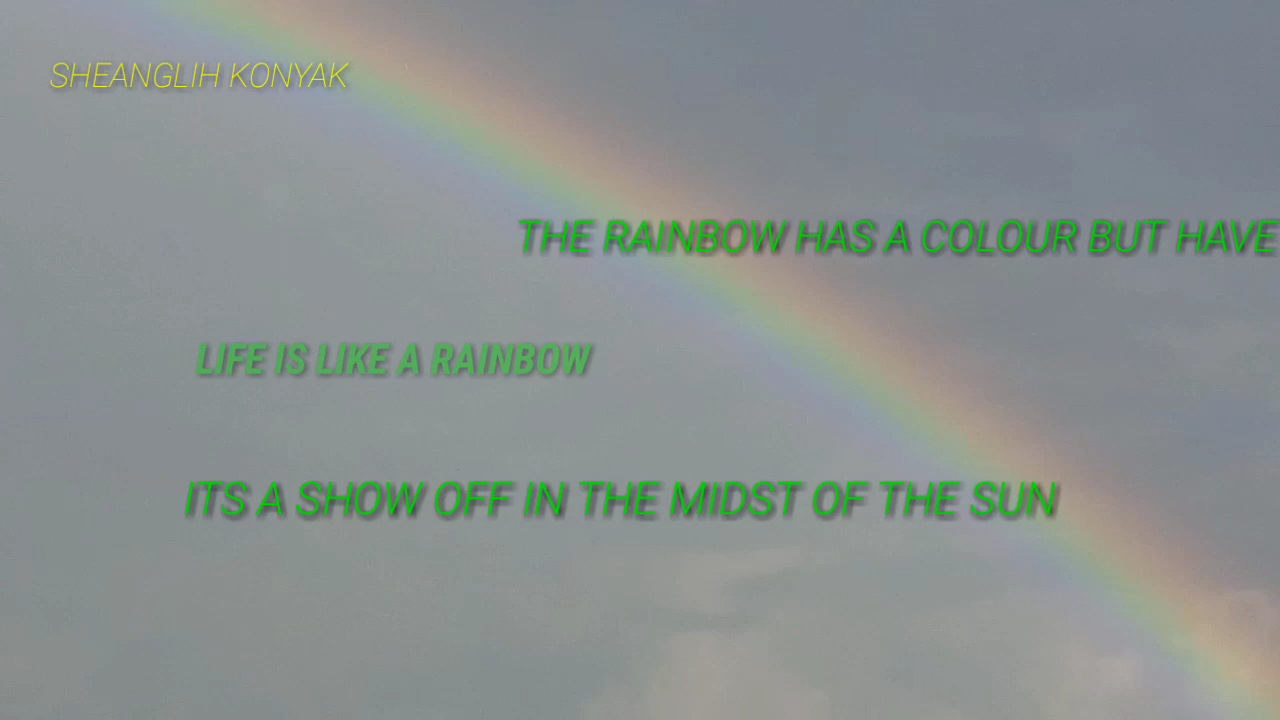 SHEANGLIH KONYAK
THE RAINBOW HAS A COLOUR BUT HAVE
LIFE IS LIKE A RAINBOW
ITS A SHOW OFF IN THE MIDST OF THE SUN